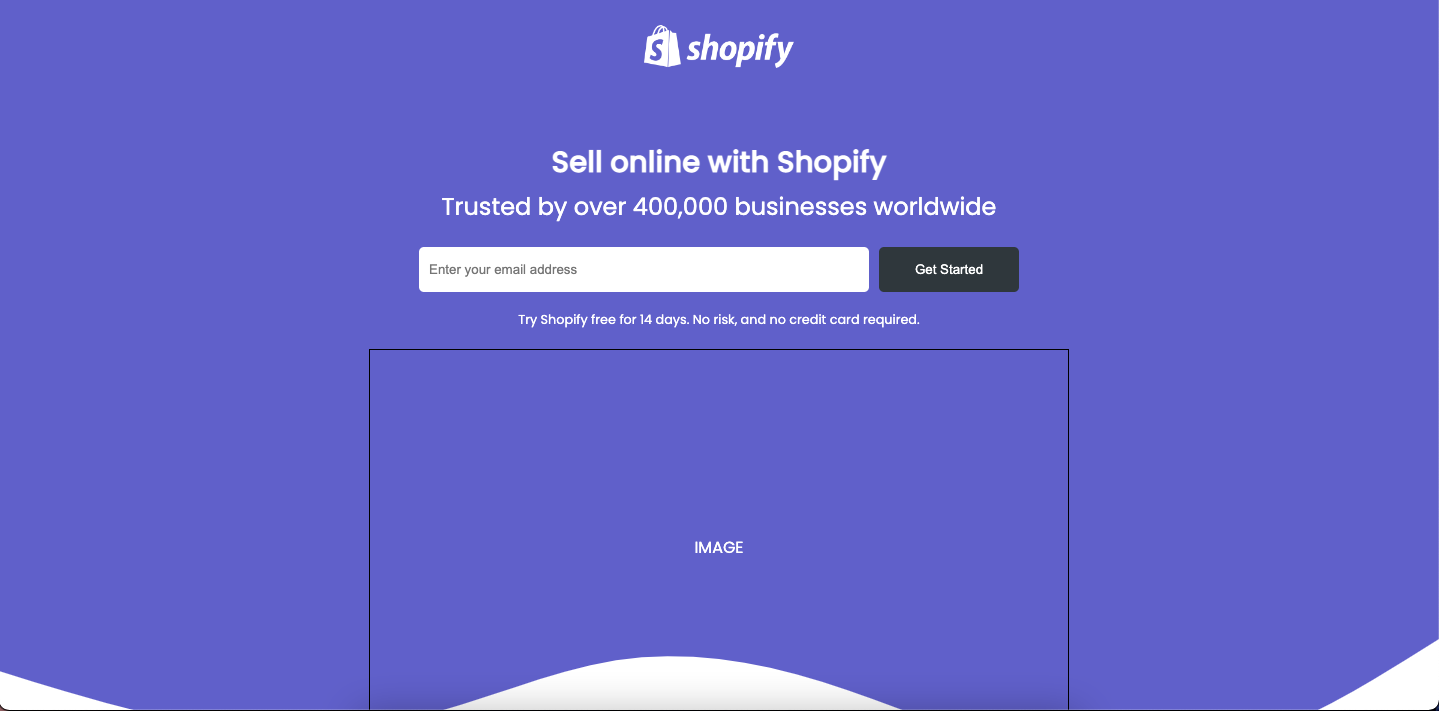 shopify
Sell online with Shopify
Trusted by over 400,000 businesses worldwide
Enter your email address
Get Started
Try Shopify free for 14 days. No risk, and no credit card required.
IMAGE